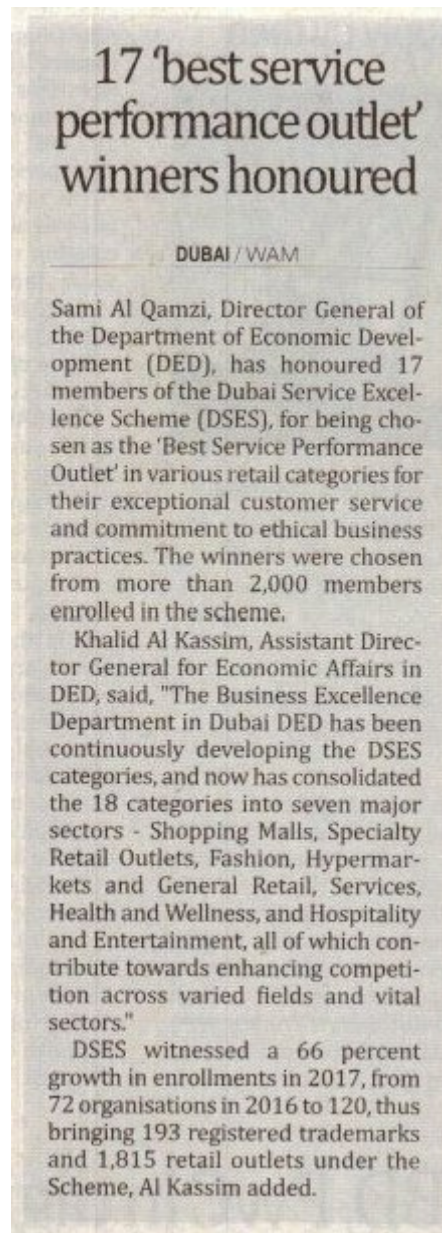 17 ‘best service
performance outlet’
winners honoured
DUBAI / WAM
Sami Al Qamzi, Director General of
the Department of Economic Devel-
opment (DED), has honoured 17
members of the Dubai Service Excel-
lence Scheme (DSES), for being cho-
sen as the ‘Best Service Performance
Outlet’ in various retail categories for
their exceptional customer service
and commitment to ethical business
practices. The winners were chosen
from more than 2,000 members
enrolled in the scheme.
Khalid Al Kassim, Assistant Direc-
tor General for Economic Affairs in
DED, said, "The Business Excellence
Department in Dubai DED has been
continuously developing the DSES
categories, and now has consolidated
the 18 categories into seven major
sectors - Shopping Malls, Specialty
Retail Outlets, Fashion, Hypermar-
kets and General Retail, Services,
Health and Wellness, and Hospitality
and Entertainment, all of which con-
tribute towards enhancing competi-
tion across varied fields and vital
sectors."
DSES witnessed a 66 percent
growth in enrollments in 2017, from
72 organisations in 2016 to 120, thus
bringing 193 registered trademarks
and 1,815 retail outlets under the
Scheme, Al Kassim added.